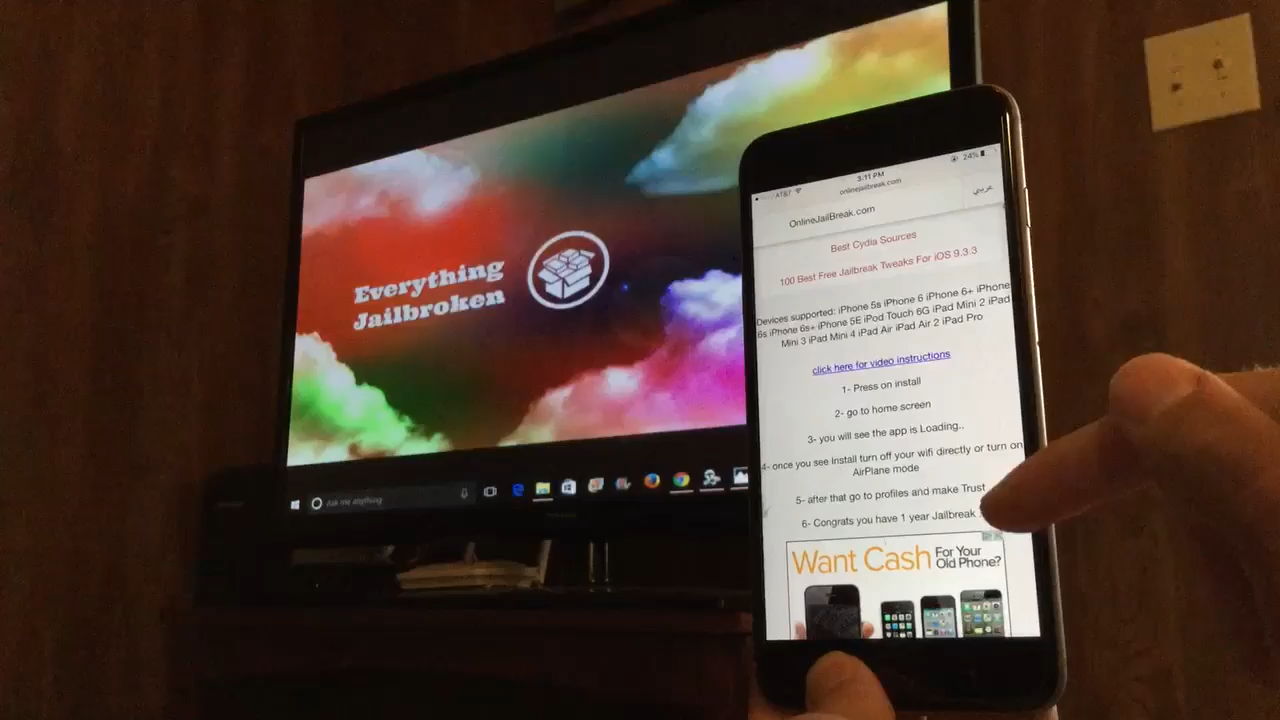 Everything
Jailbroken
Ask me anything
AT&T
3:11 PM
24%
onlinejailbreak.com
OnlineJailBreak.com
عربي
Best Cydia Sources
100 Best Free Jailbreak Tweaks For iOS 9.3.3
Devices supported: iPhone 5s iPhone 6 iPhone 6+ iPhone
6s iPhone 6s+ iPhone 5E iPod Touch 6G iPad Mini 2 iPad
Mini 3 iPad Mini 4 iPad Air iPad Air 2 iPad Pro
click here for video instructions
1- Press on install
2- go to home screen
3- you will see the app is Loading..
4- once you see Install turn off your wifi directly or turn on
AirPlane mode
5- after that go to profiles and make Trust
6- Congrats you have 1 year Jailbreak
Want Cash For Your
Old Phone?